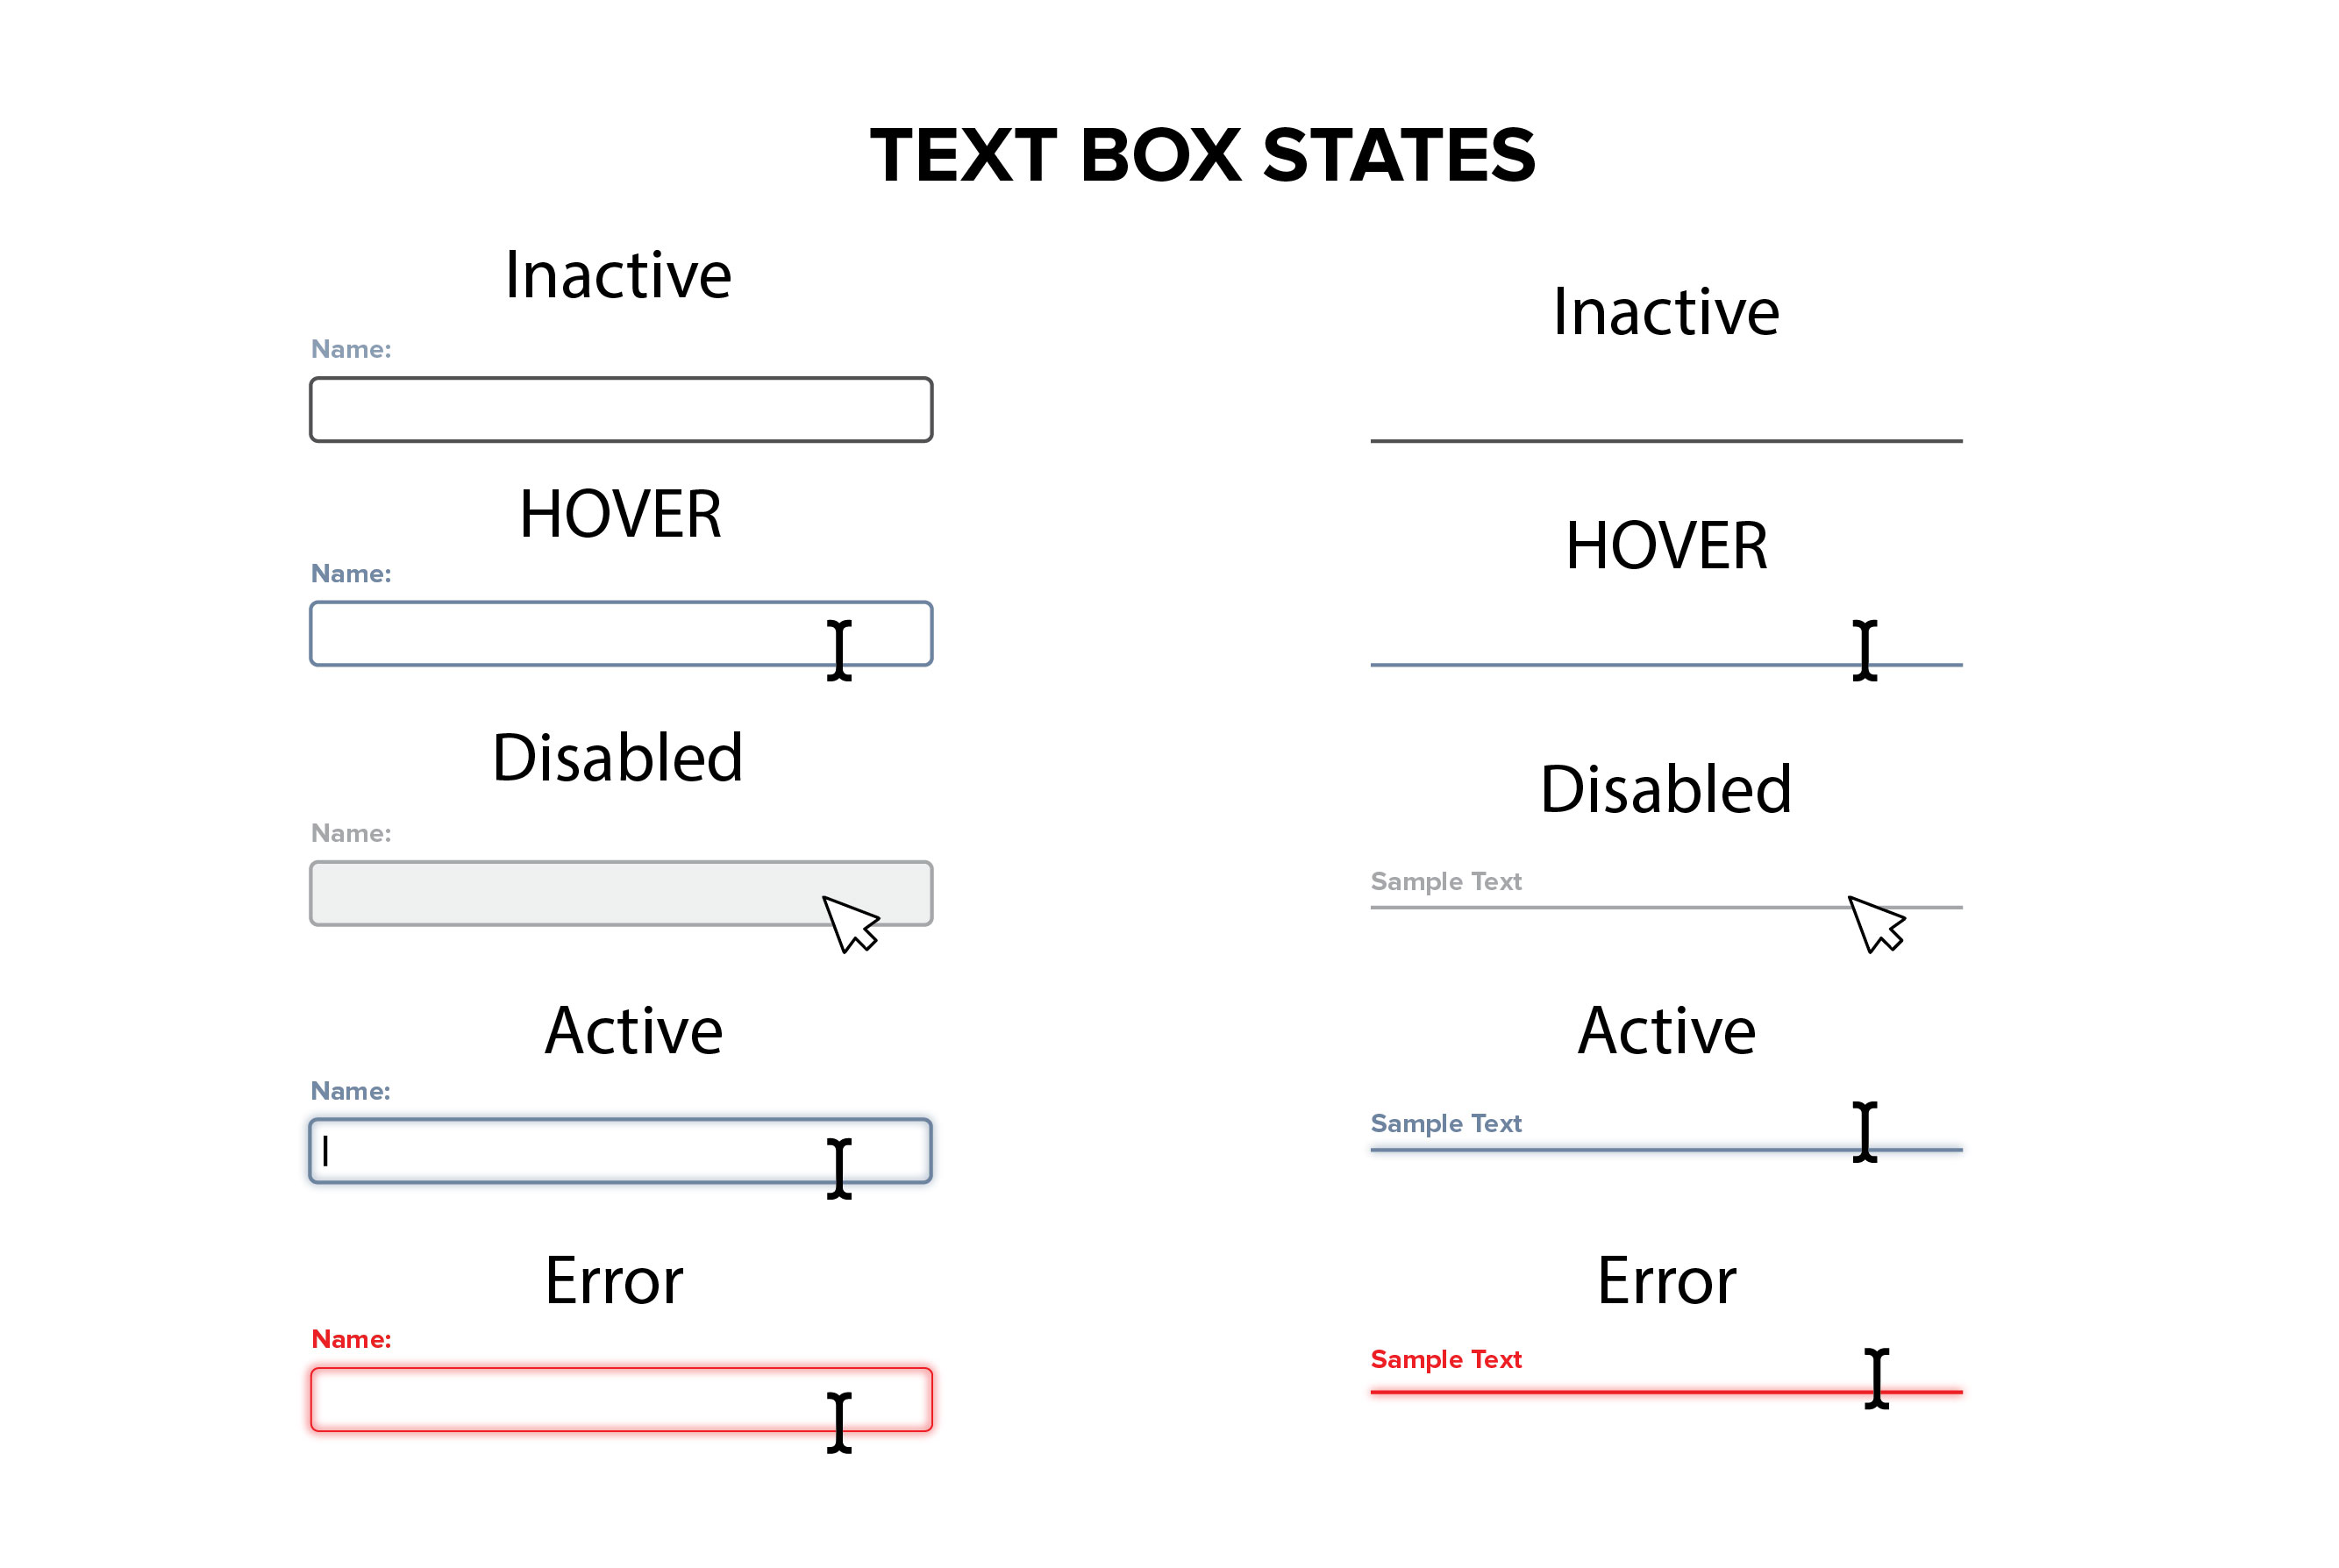 TEXT BOX STATES
Inactive
Name:
HOVER
Name:
Disabled
Name:
Active
Name:
Error
Name:
Inactive
HOVER
Disabled
Sample Text
Active
Sample Text
Error
Sample Text